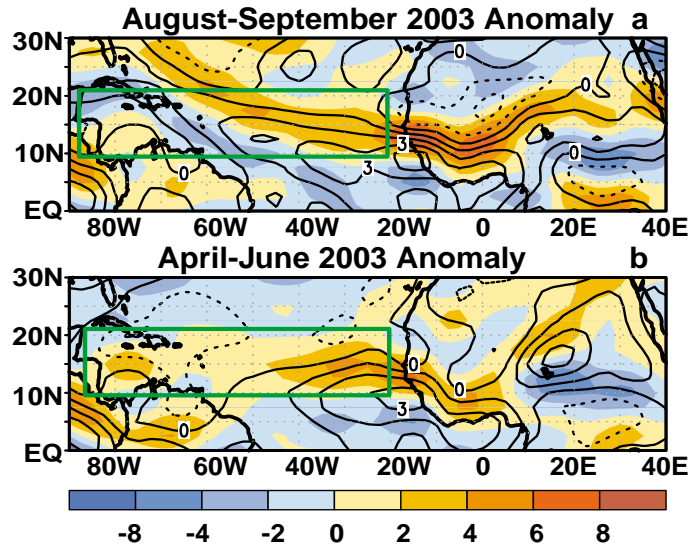 August-September 2003 Anomaly a
30N
20N
10N
EQ
0
0
0
0
3
3
80W 60W 40W 20W 0 20E 40E
April-June 2003 Anomaly b
30N
20N
10N
EQ
0
0
0
0
3
80W 60W 40W 20W 0 20E 40E
-8 -4 -2 0 2 4 6 8